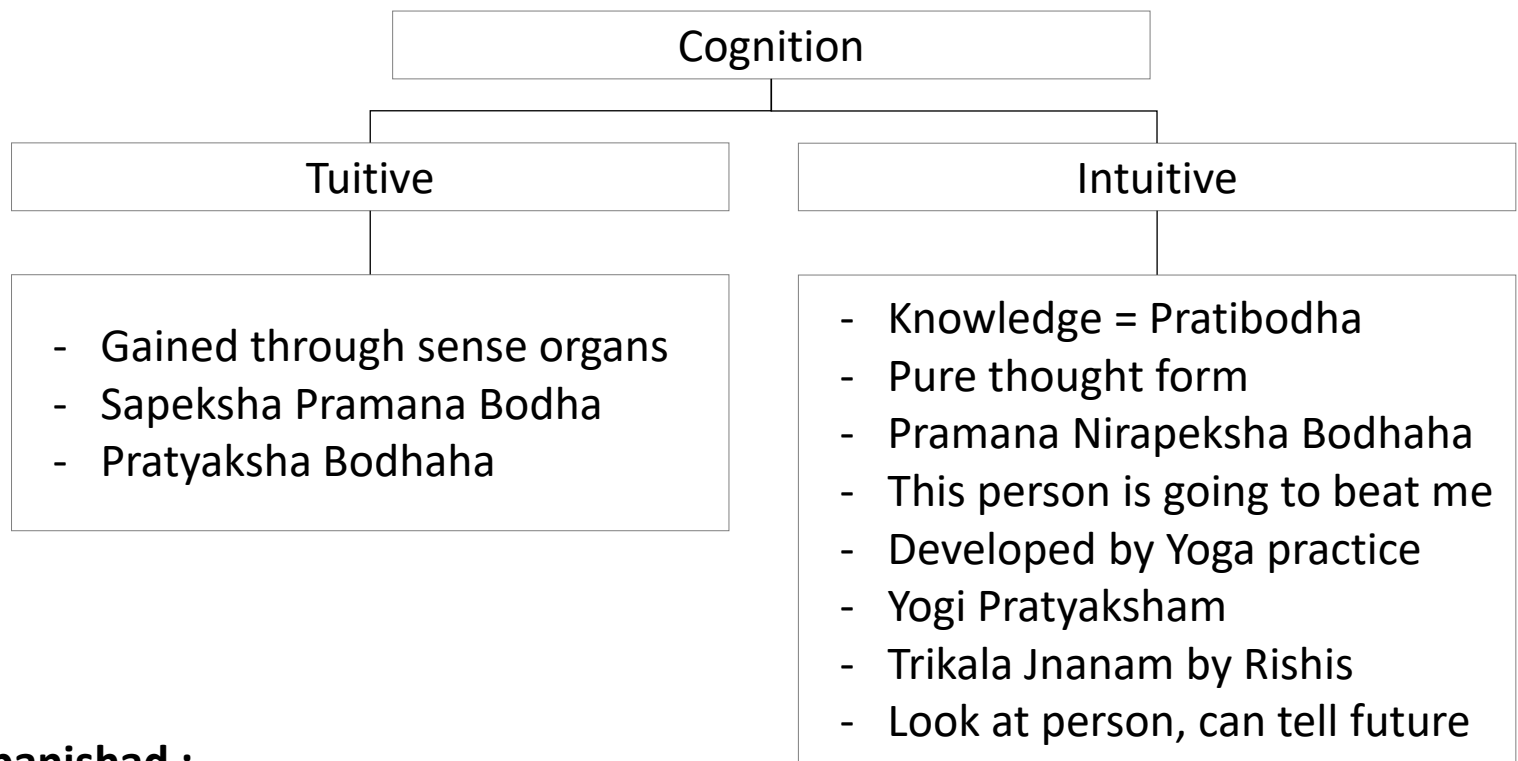 Cognition
Tuitive
Intuitive
- Gained through sense organs
- Sapeksha Pramana Bodha
- Pratyaksha Bodhaha
- Knowledge = Pratibodha
- Pure thought form
- Pramana Nirapeksha Bodhaha
- This person is going to beat me
- Developed by Yoga practice
- Yogi Pratyaksham
- Trikala Jnanam by Rishis
- Look at person, can tell future